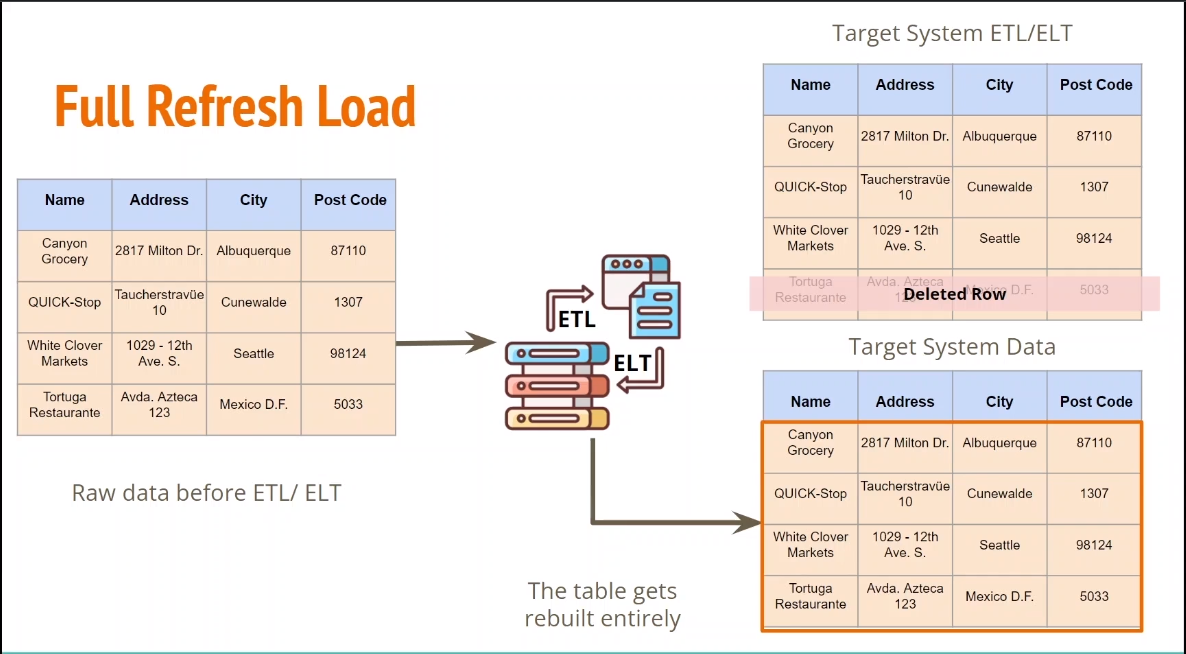 Target System ETL/ELT
Full Refresh Load
Name Address City Post Code
Canyon Grocery 2817 Milton Dr. Albuquerque 87110
QUICK-Stop Taucherstravüe 10 Cunewalde 1307
White Clover Markets 1029 - 12th Ave. S. Seattle 98124
Tortuga Restaurante Avda. Azteca 123 Mexico D.F. 5033
Deleted Row
Name Address City Post Code
Canyon Grocery 2817 Milton Dr. Albuquerque 87110
QUICK-Stop Taucherstravüe 10 Cunewalde 1307
White Clover Markets 1029 - 12th Ave. S. Seattle 98124
Tortuga Restaurante Avda. Azteca 123 Mexico D.F. 5033
Raw data before ETL/ ELT
ETL
ELT
Target System Data
Name Address City Post Code
Canyon Grocery 2817 Milton Dr. Albuquerque 87110
QUICK-Stop Taucherstravüe 10 Cunewalde 1307
White Clover Markets 1029 - 12th Ave. S. Seattle 98124
Tortuga Restaurante Avda. Azteca 123 Mexico D.F. 5033
The table gets
rebuilt entirely